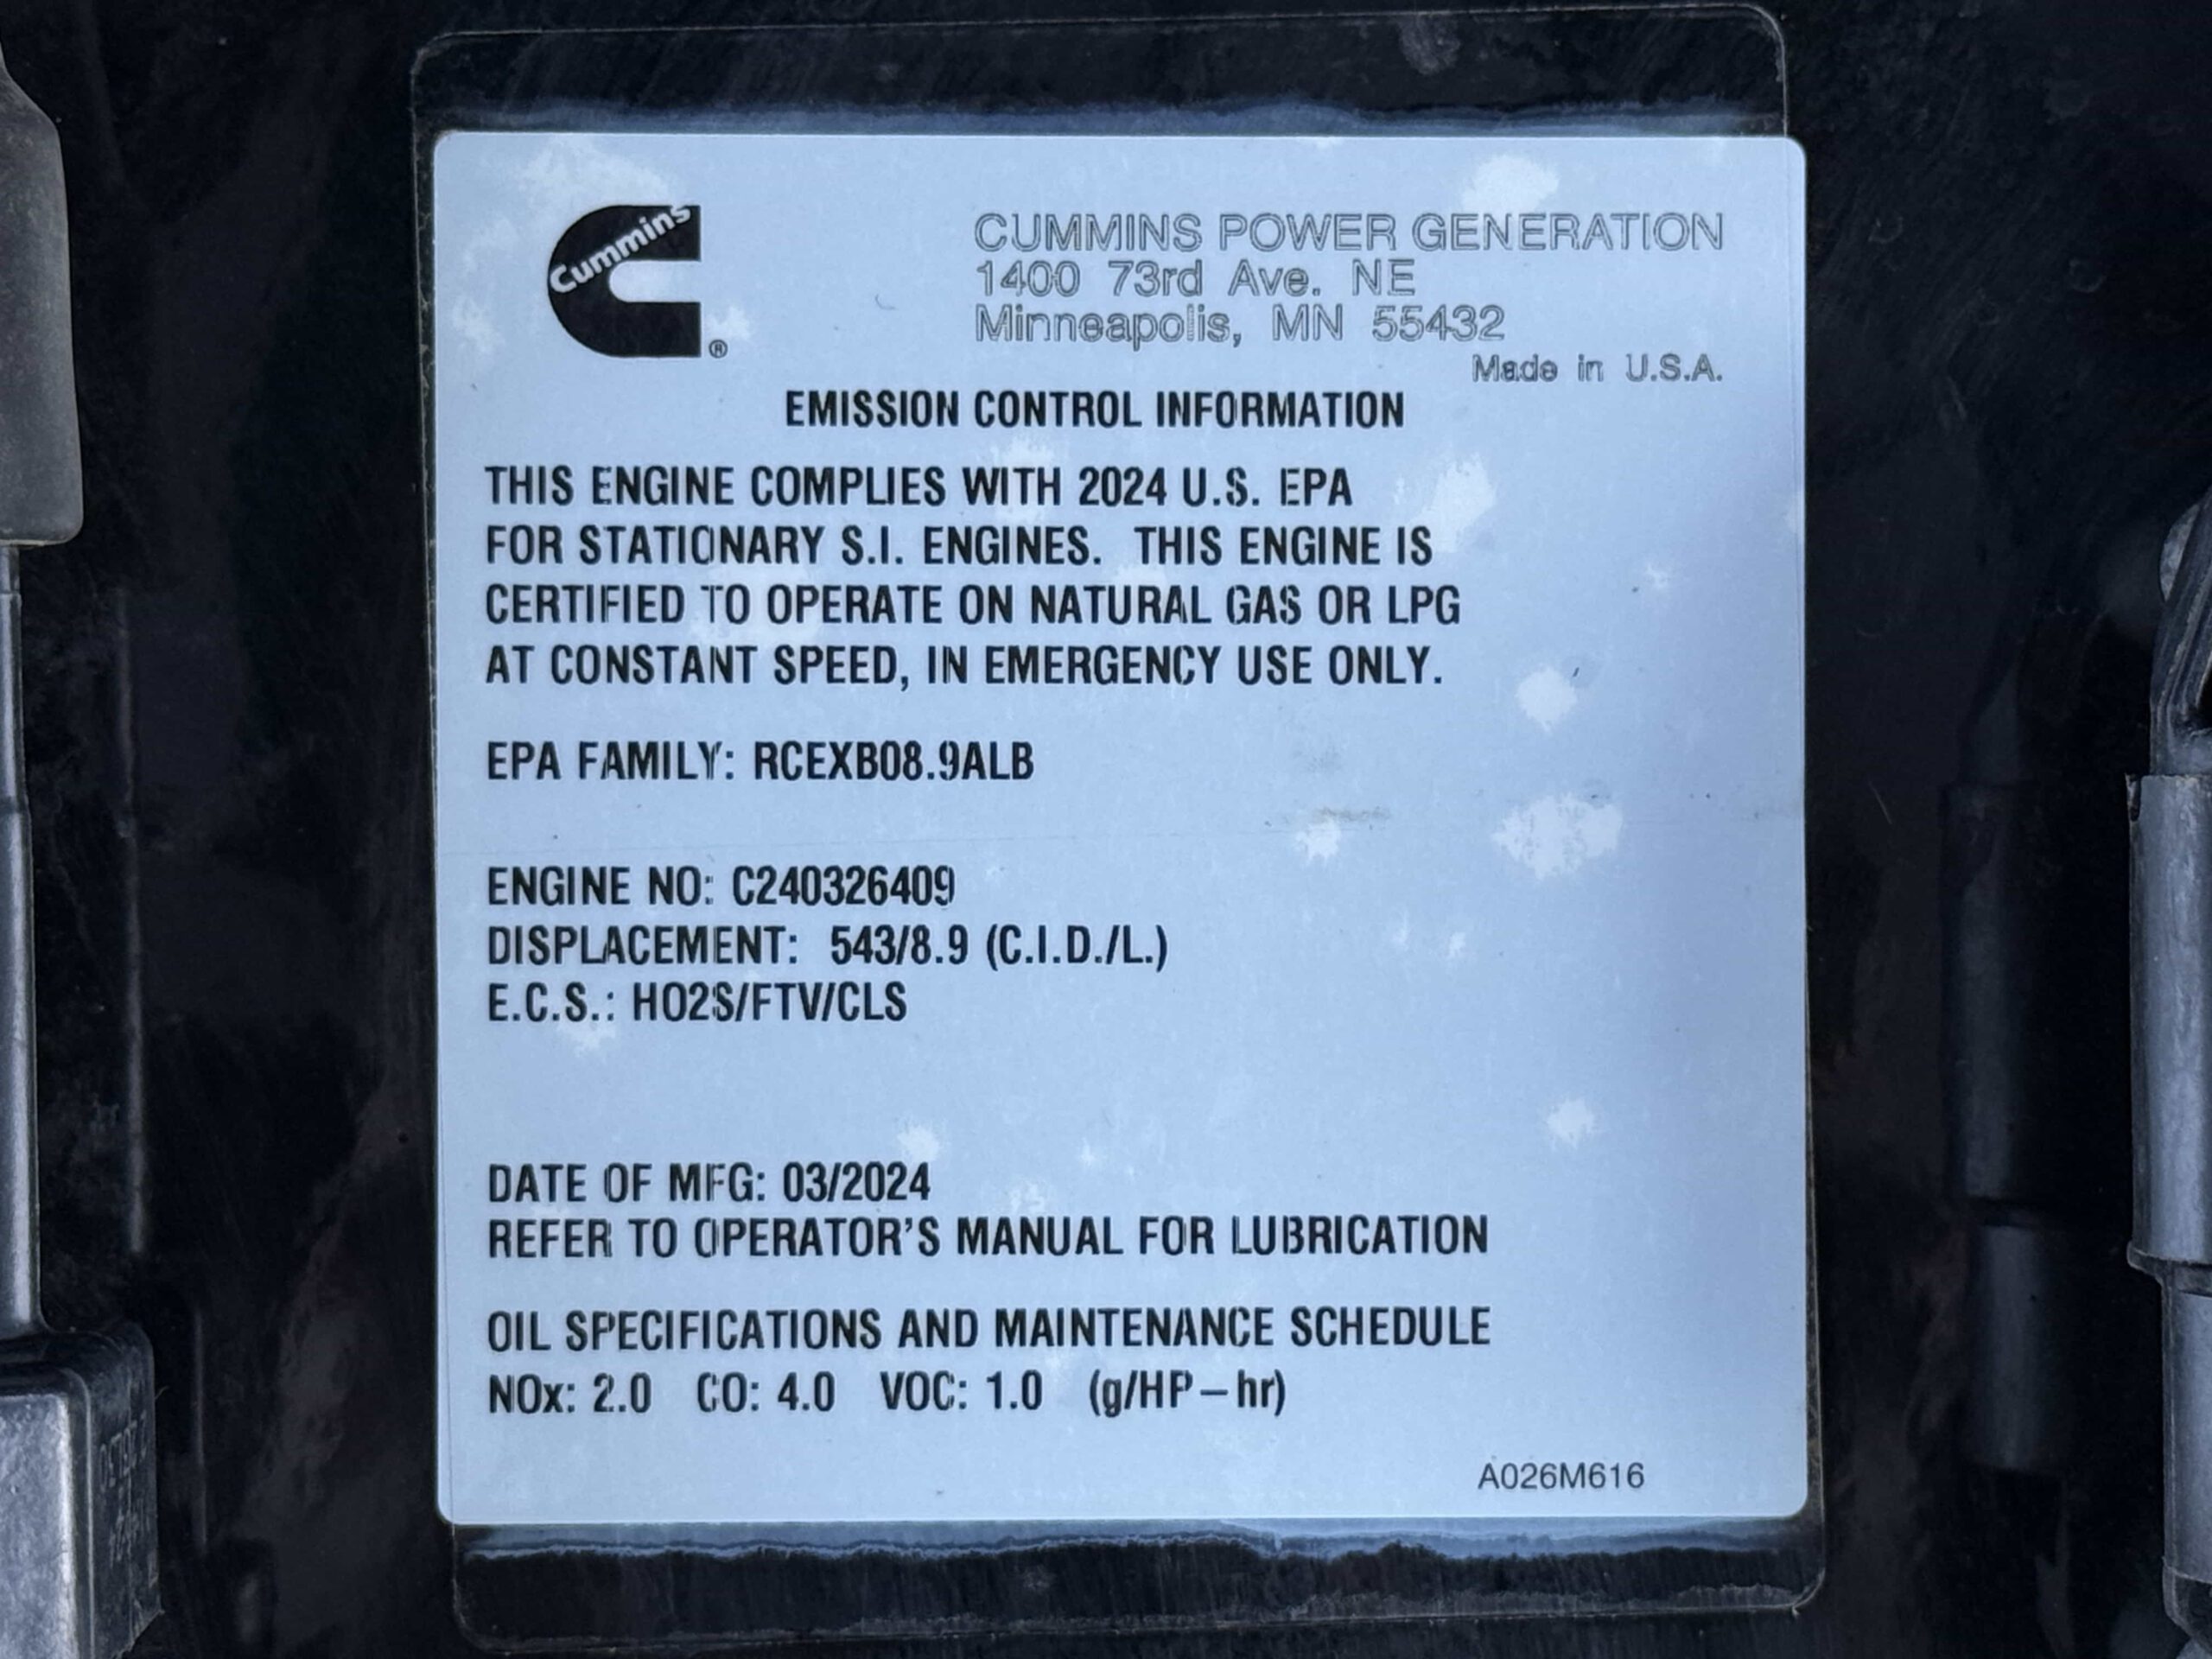 Cummins
®
CUMMINS POWER GENERATION
1400 73rd Ave. NE
Minneapolis, MN 55432
Made in U.S.A.
EMISSION CONTROL INFORMATION
THIS ENGINE COMPLIES WITH 2024 U.S. EPA
FOR STATIONARY S.I. ENGINES. THIS ENGINE IS
CERTIFIED TO OPERATE ON NATURAL GAS OR LPG
AT CONSTANT SPEED, IN EMERGENCY USE ONLY.
EPA FAMILY: RCEXB08.9ALB
ENGINE NO: C240326409
DISPLACEMENT: 543/8.9 (C.I.D./L.)
E.C.S.: HO2S/FTV/CLS
DATE OF MFG: 03/2024
REFER TO OPERATOR'S MANUAL FOR LUBRICATION
OIL SPECIFICATIONS AND MAINTENANCE SCHEDULE
NOx: 2.0 CO: 4.0 VOC: 1.0 (g/HP–hr)
A026M616